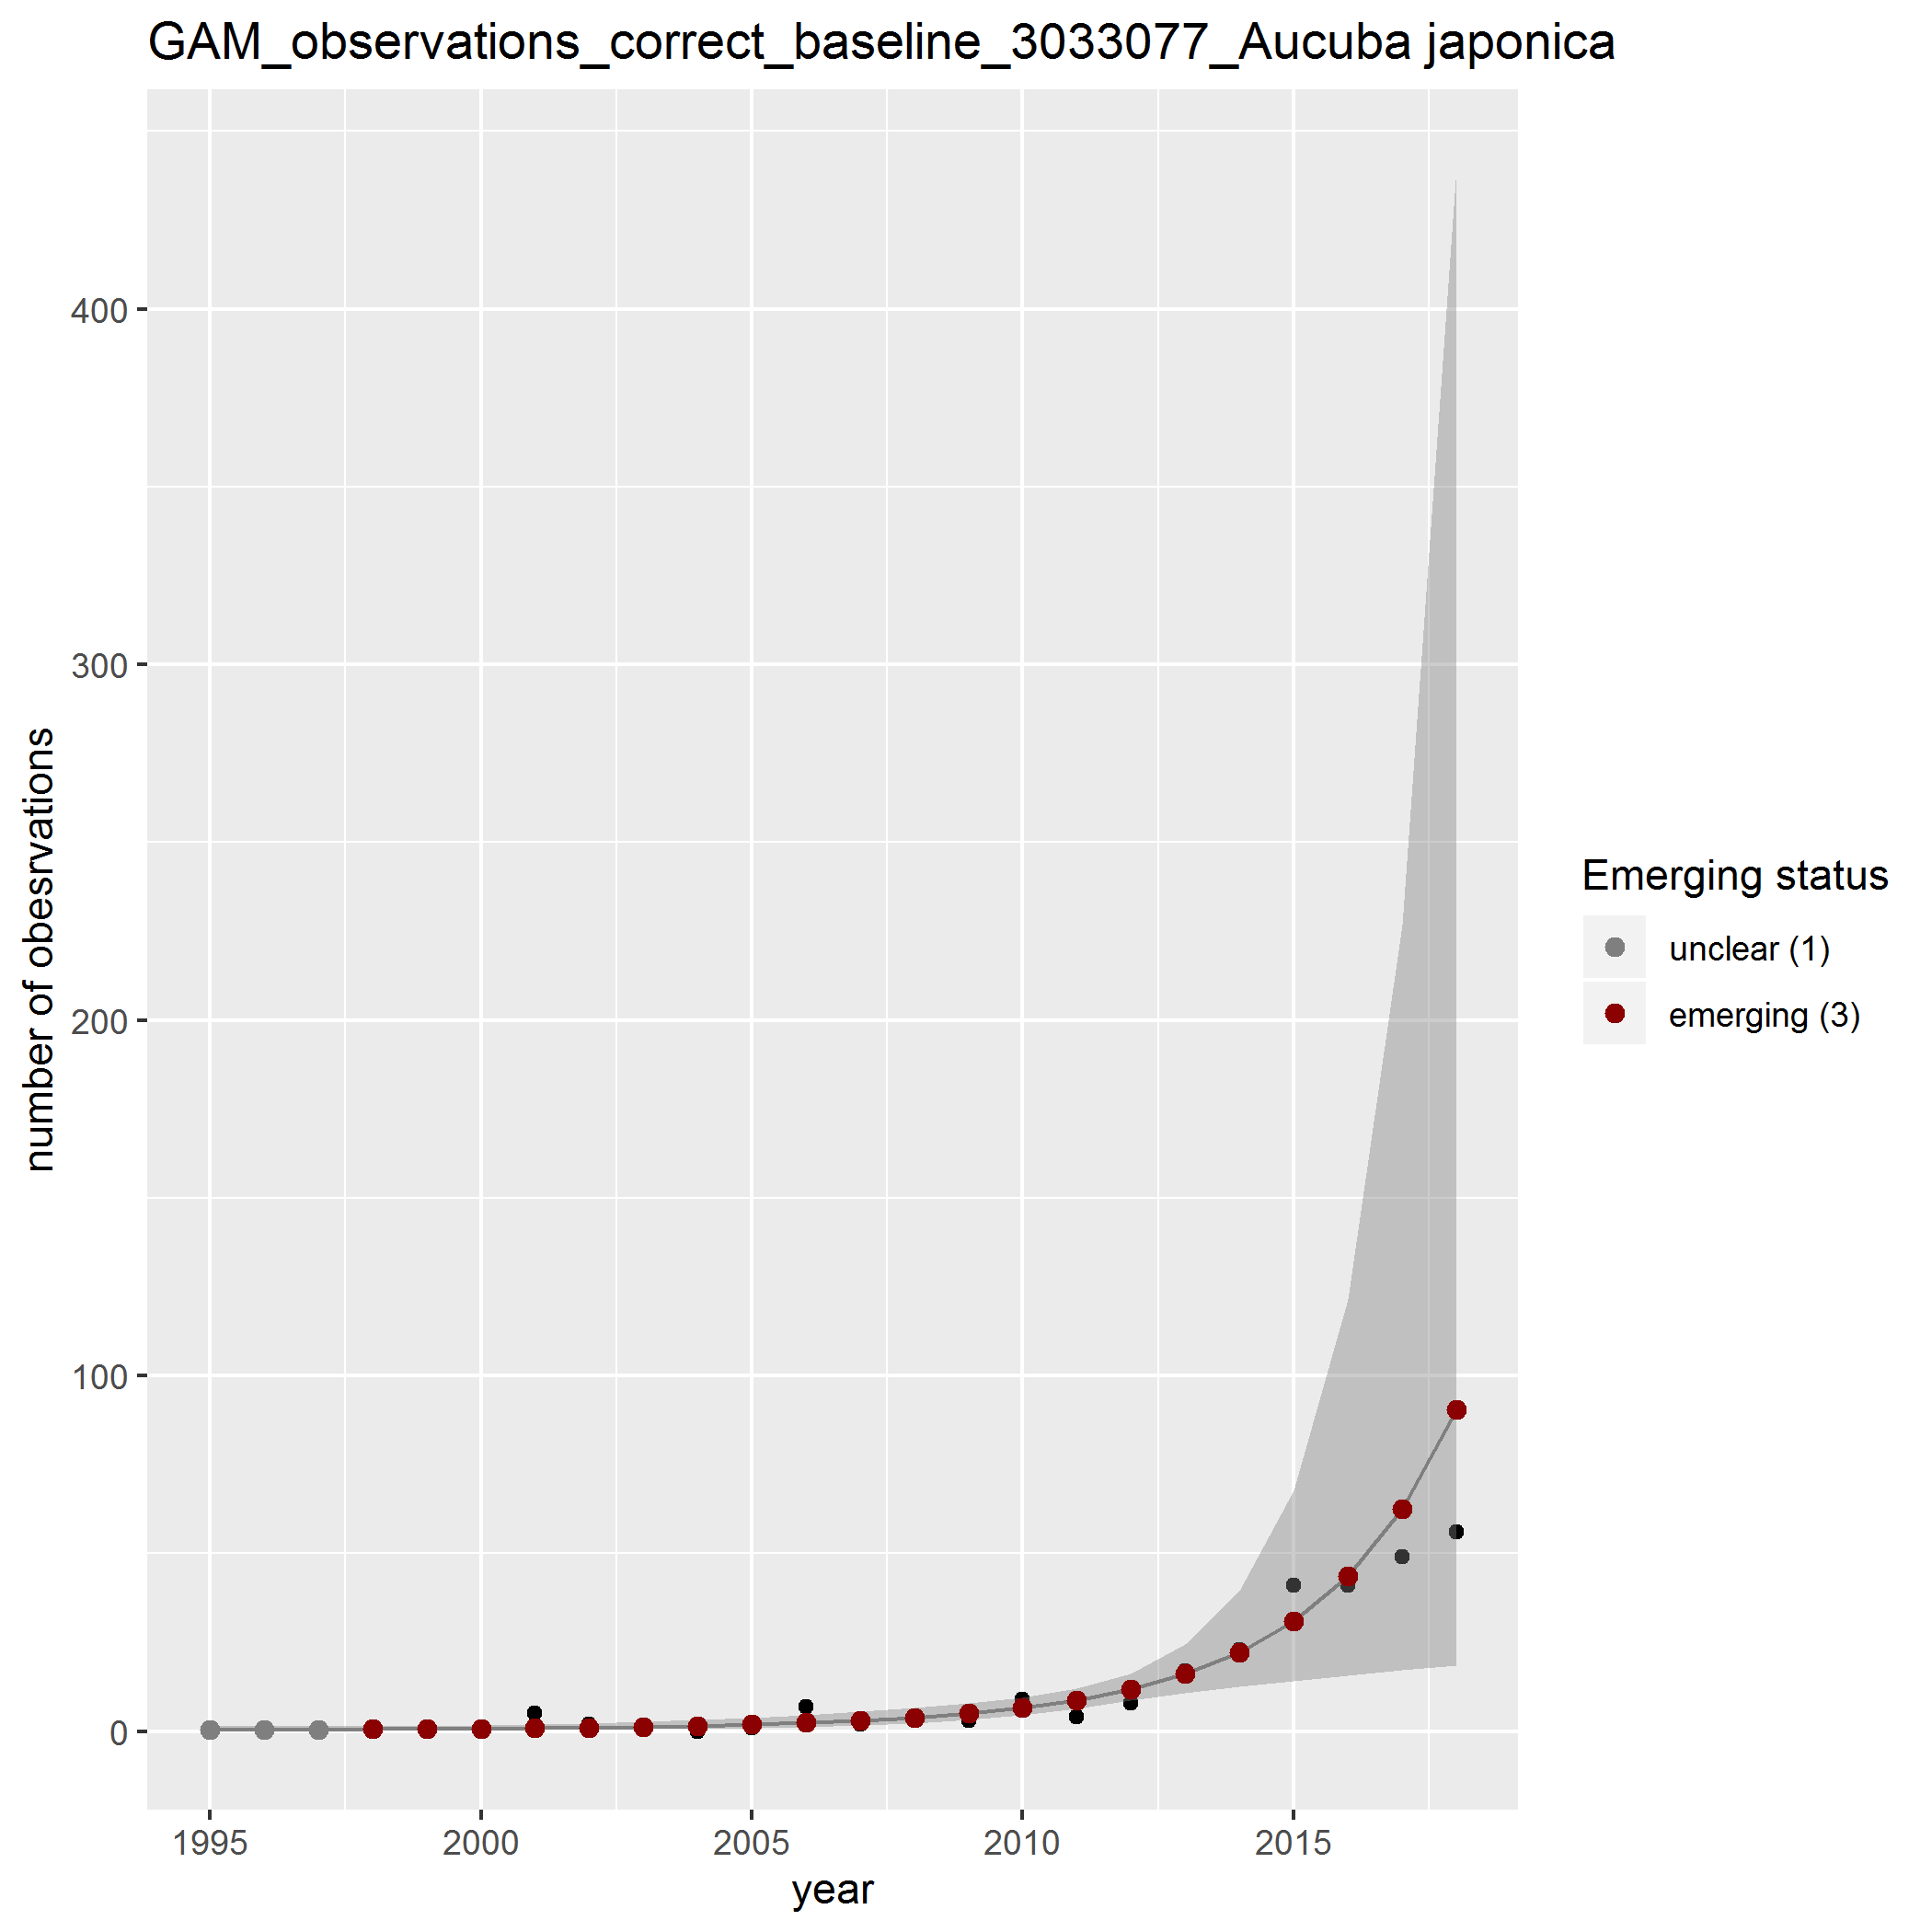 GAM_observations_correct_baseline_3033077_Aucuba japonica
number of obesrvations
400
300
200
100
0
1995 2000 2005 2010 2015
year
Emerging status
unclear (1)
emerging (3)